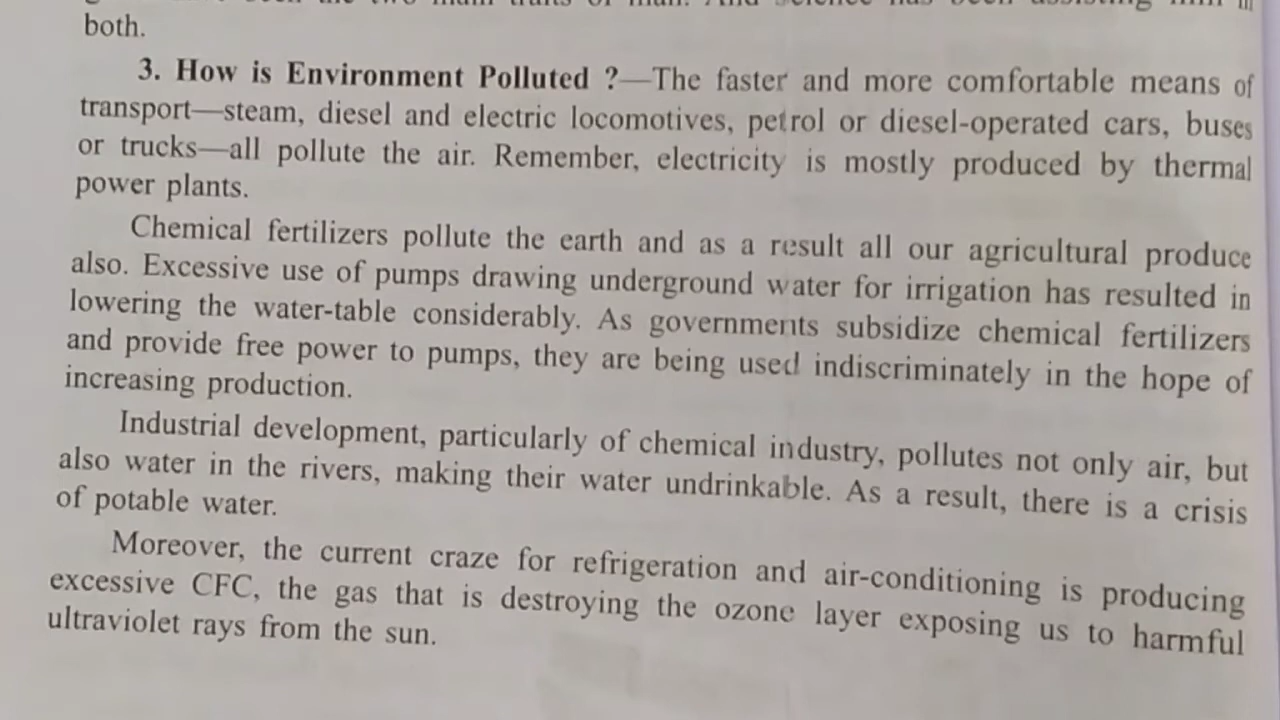 both.
3. How is Environment Polluted ?—The faster and more comfortable means of
transport—steam, diesel and electric locomotives, petrol or diesel-operated cars, buses
or trucks—all pollute the air. Remember, electricity is mostly produced by thermal
power plants.
Chemical fertilizers pollute the earth and as a result all our agricultural produce
also. Excessive use of pumps drawing underground water for irrigation has resulted in
lowering the water-table considerably. As governments subsidize chemical fertilizers
and provide free power to pumps, they are being used indiscriminately in the hope of
increasing production.
Industrial development, particularly of chemical industry, pollutes not only air, but
also water in the rivers, making their water undrinkable. As a result, there is a crisis
of potable water.
Moreover, the current craze for refrigeration and air-conditioning is producing
excessive CFC, the gas that is destroying the ozone layer exposing us to harmful
ultraviolet rays from the sun.